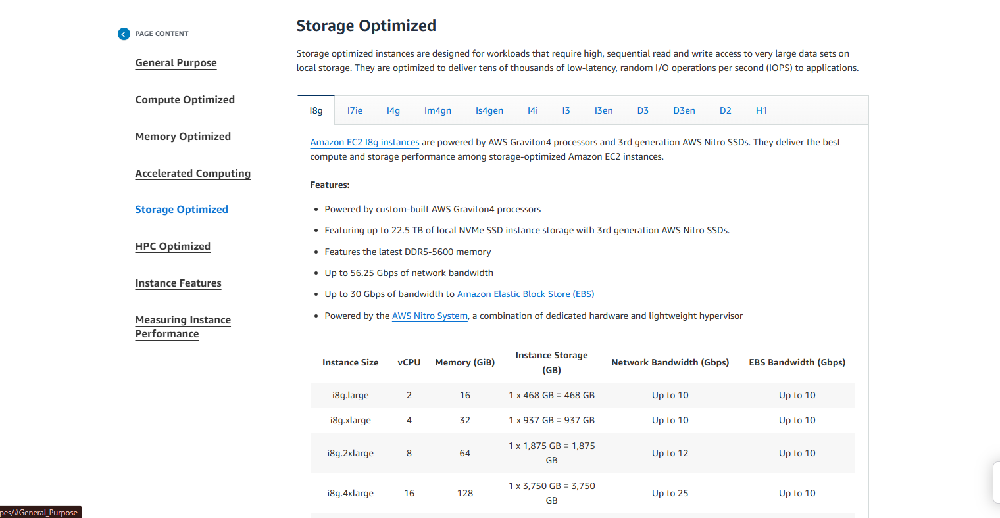 PAGE CONTENT
General Purpose
Compute Optimized
Memory Optimized
Accelerated Computing
Storage Optimized
HPC Optimized
Instance Features
Measuring Instance
Performance
Storage Optimized
Storage optimized instances are designed for workloads that require high, sequential read and write access to very large data sets on
local storage. They are optimized to deliver tens of thousands of low-latency, random I/O operations per second (IOPS) to applications.
I8g I7ie I4g Im4gn Is4gen I4i I3 I3en D3 D3en D2 H1
Amazon EC2 I8g instances are powered by AWS Graviton4 processors and 3rd generation AWS Nitro SSDs. They deliver the best
compute and storage performance among storage-optimized Amazon EC2 instances.
Features:
• Powered by custom-built AWS Graviton4 processors
• Featuring up to 22.5 TB of local NVMe SSD instance storage with 3rd generation AWS Nitro SSDs.
• Features the latest DDR5-5600 memory
• Up to 56.25 Gbps of network bandwidth
• Up to 30 Gbps of bandwidth to Amazon Elastic Block Store (EBS)
• Powered by the AWS Nitro System, a combination of dedicated hardware and lightweight hypervisor
Instance Size vCPU Memory (GiB) Instance Storage (GB) Network Bandwidth (Gbps) EBS Bandwidth (Gbps)
i8g.large 2 16 1 x 468 GB = 468 GB Up to 10 Up to 10
i8g.xlarge 4 32 1 x 937 GB = 937 GB Up to 10 Up to 10
i8g.2xlarge 8 64 1 x 1,875 GB = 1,875 GB Up to 12 Up to 10
i8g.4xlarge 16 128 1 x 3,750 GB = 3,750 GB Up to 25 Up to 10
pes/#General_Purpose